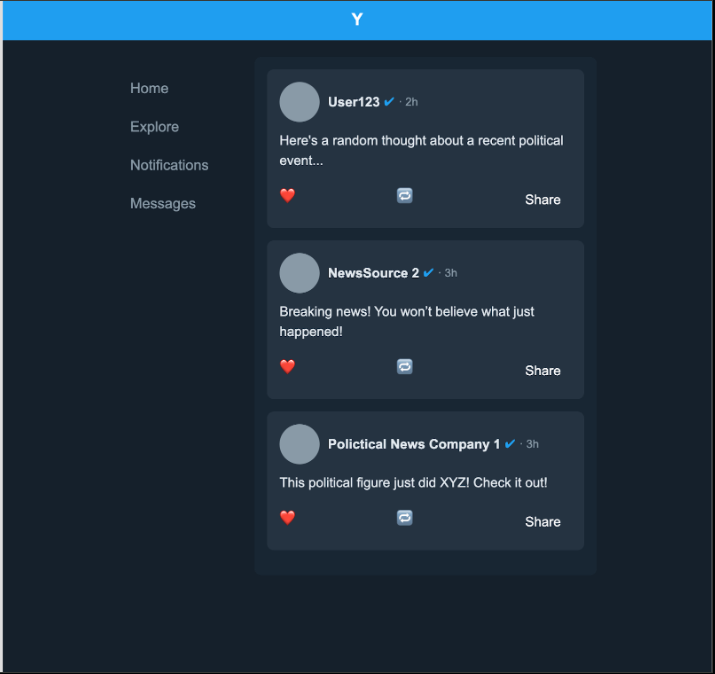 Y
Home
Explore
Notifications
Messages
User123 ✔ · 2h
Here's a random thought about a recent political
event...
❤️ 🔁 Share
NewsSource 2 ✔ · 3h
Breaking news! You won't believe what just
happened!
❤️ 🔁 Share
Polictical News Company 1 ✔ · 3h
This political figure just did XYZ! Check it out!
❤️ 🔁 Share